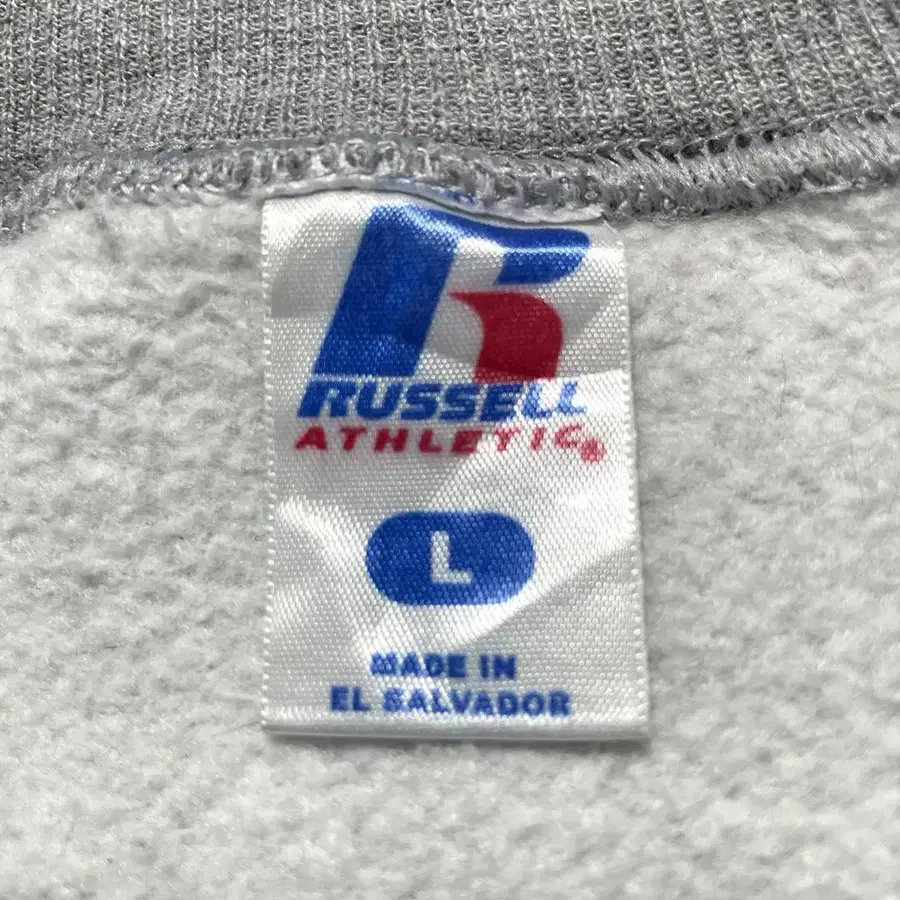 RUSSELL
ATHLETIC®
L
MADE IN
EL SALVADOR